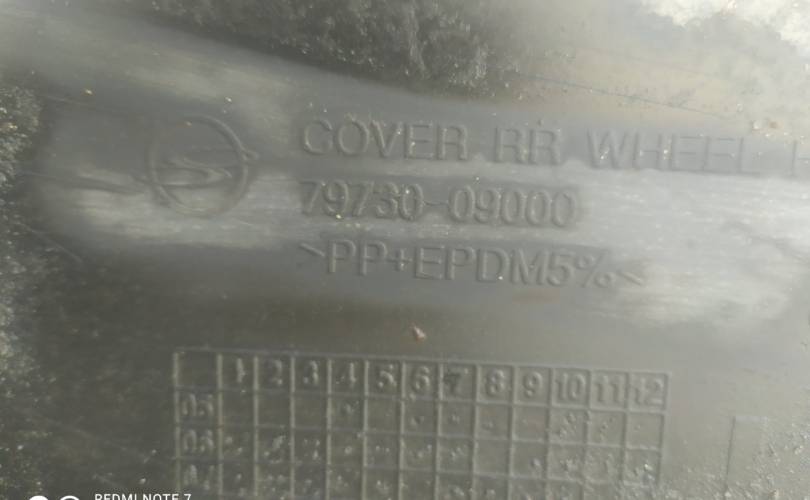 COVER RR WHEEL
79730-09000
>PP+EPDM5%<
1 2 3 4 5 6 7 8 9 10 11 12
05
06
REDMI NOTE 7